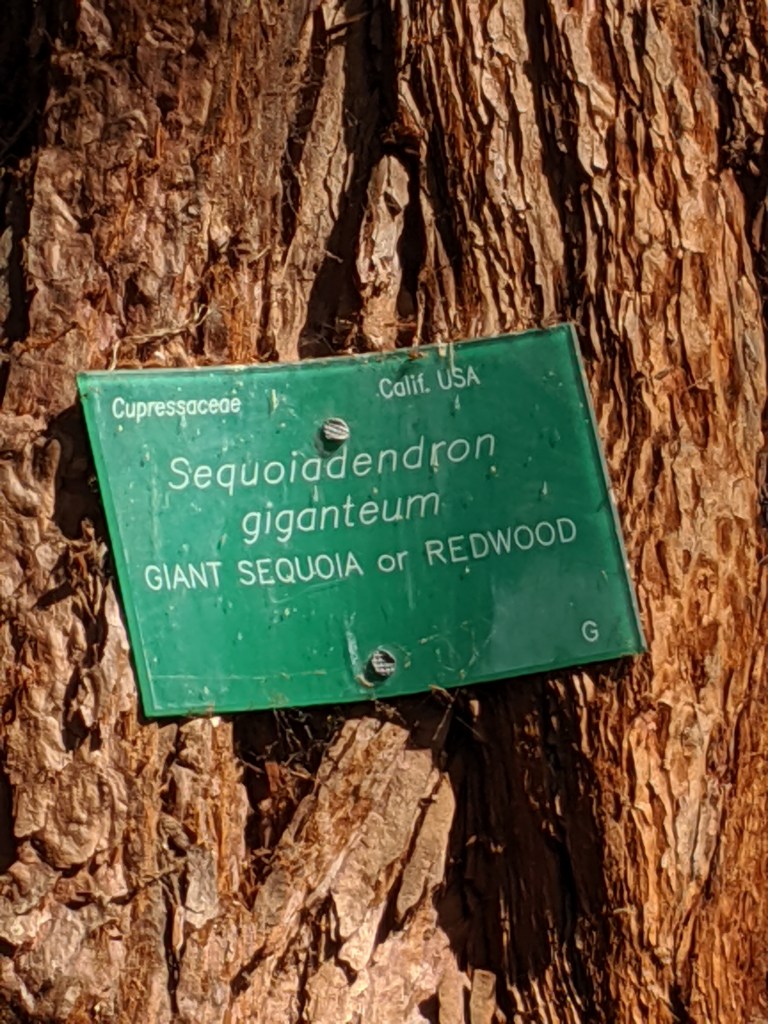 Cupressaceae Calif. USA
Sequoiadendron
giganteum
GIANT SEQUOIA or REDWOOD
G